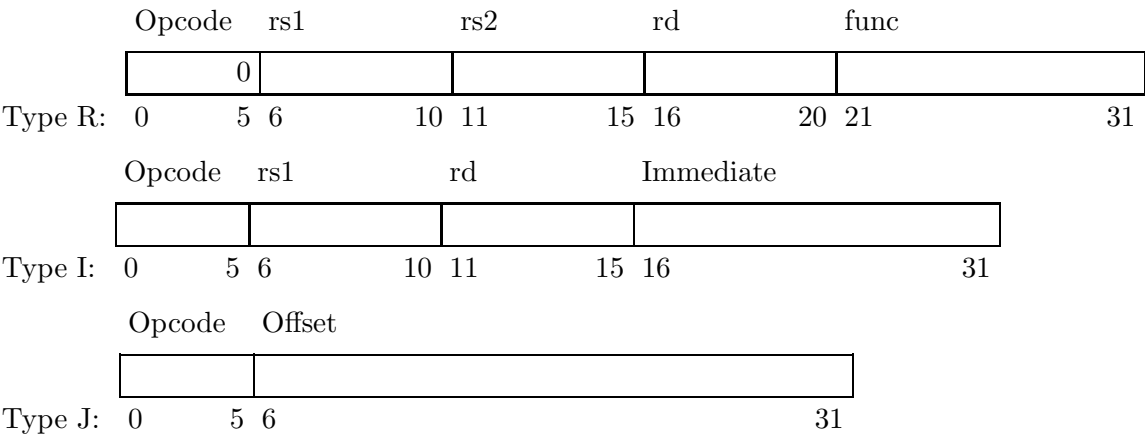 Opcode rs1 rs2 rd func
0
Type R: 0 5 6 10 11 15 16 20 21 31
Opcode rs1 rd Immediate
Type I: 0 5 6 10 11 15 16 31
Opcode Offset
Type J: 0 5 6 31